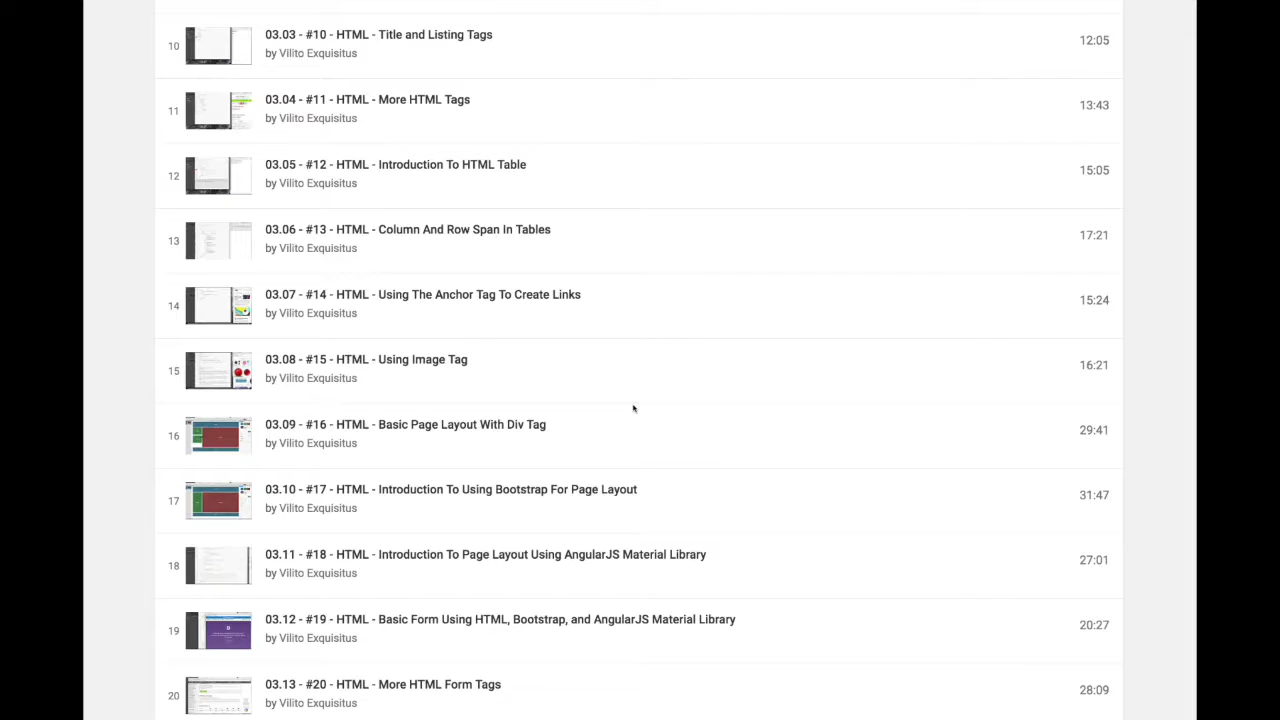 03.03 - #10 - HTML - Title and Listing Tags
10
12:05
by Vilito Exquisitus
03.04 - #11 - HTML - More HTML Tags
11
13:43
by Vilito Exquisitus
03.05 - #12 - HTML - Introduction To HTML Table
12
15:05
by Vilito Exquisitus
03.06 - #13 - HTML - Column And Row Span In Tables
13
17:21
by Vilito Exquisitus
03.07 - #14 - HTML - Using The Anchor Tag To Create Links
14
15:24
by Vilito Exquisitus
03.08 - #15 - HTML - Using Image Tag
15
16:21
by Vilito Exquisitus
03.09 - #16 - HTML - Basic Page Layout With Div Tag
16
29:41
by Vilito Exquisitus
03.10 - #17 - HTML - Introduction To Using Bootstrap For Page Layout
17
31:47
by Vilito Exquisitus
03.11 - #18 - HTML - Introduction To Page Layout Using AngularJS Material Library
18
27:01
by Vilito Exquisitus
03.12 - #19 - HTML - Basic Form Using HTML, Bootstrap, and AngularJS Material Library
19
20:27
by Vilito Exquisitus
03.13 - #20 - HTML - More HTML Form Tags
20
28:09
by Vilito Exquisitus